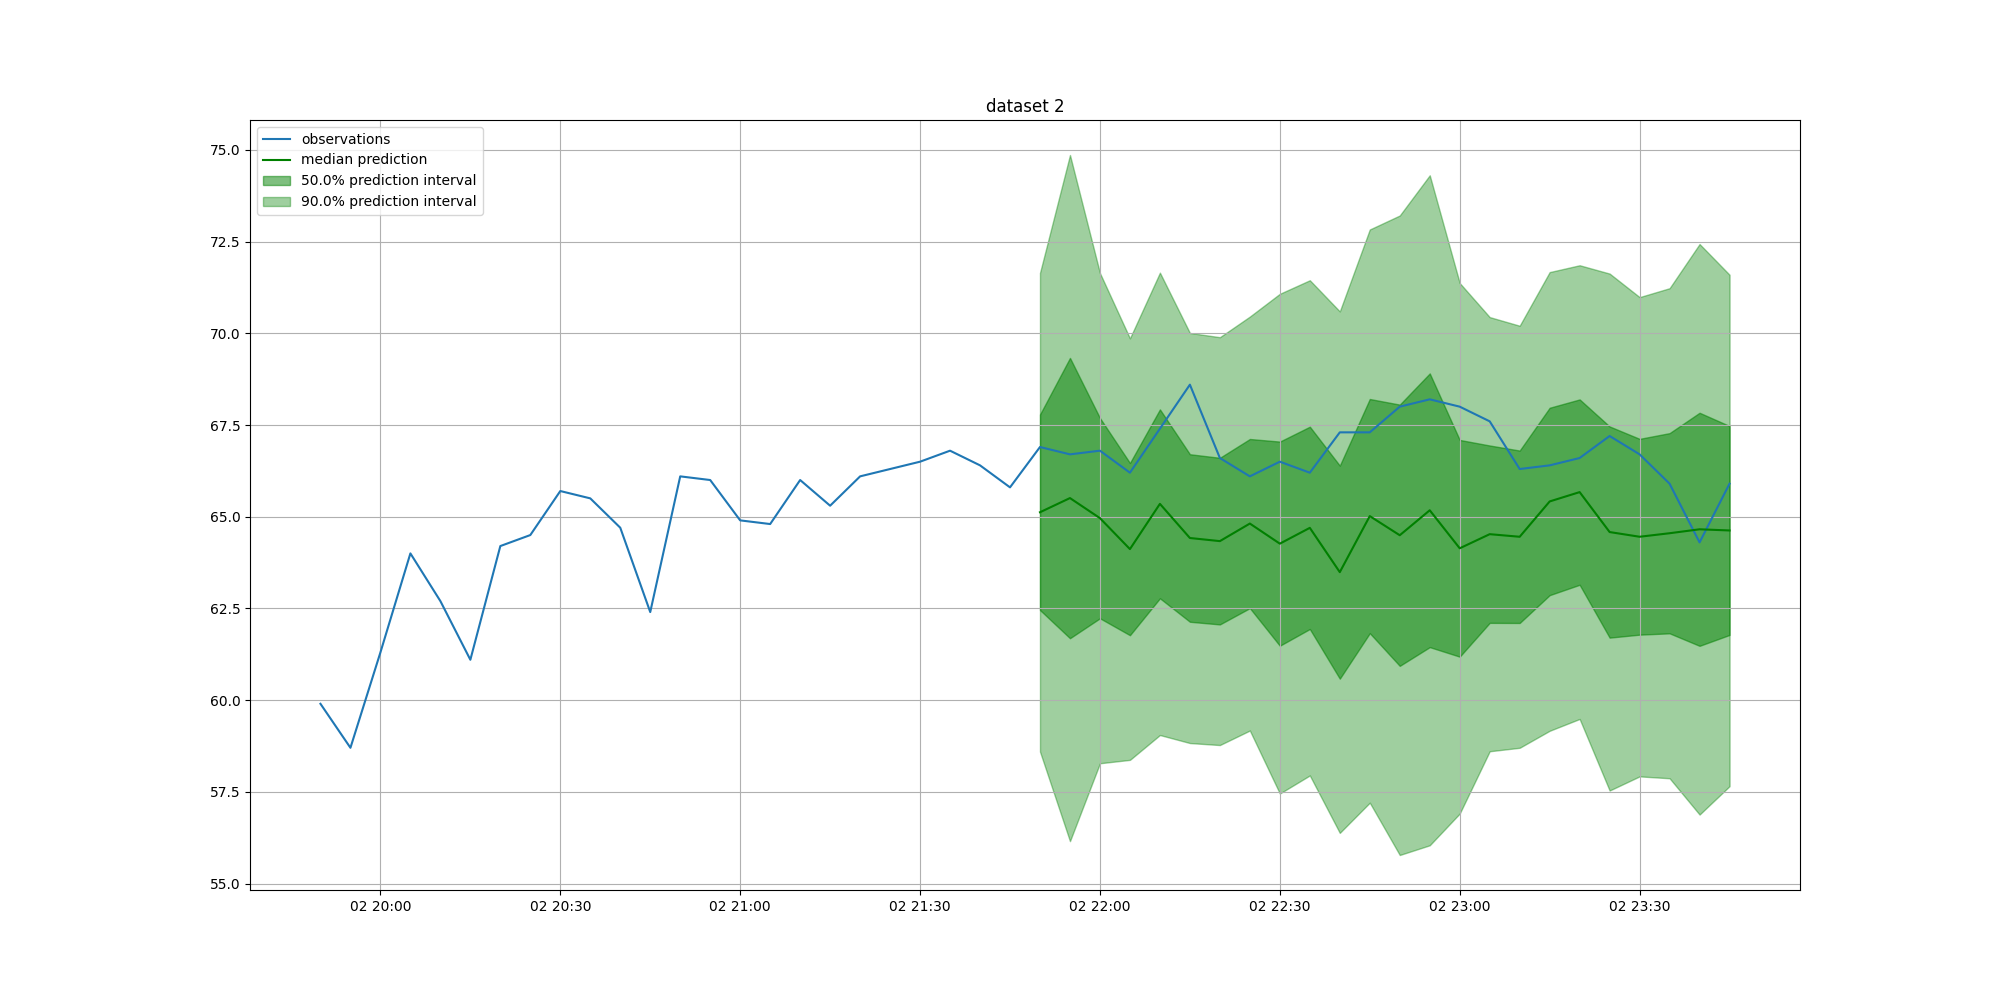 dataset 2
observations
median prediction
50.0% prediction interval
90.0% prediction interval
75.0
72.5
70.0
67.5
65.0
62.5
60.0
57.5
55.0
02 20:00 02 20:30 02 21:00 02 21:30 02 22:00 02 22:30 02 23:00 02 23:30